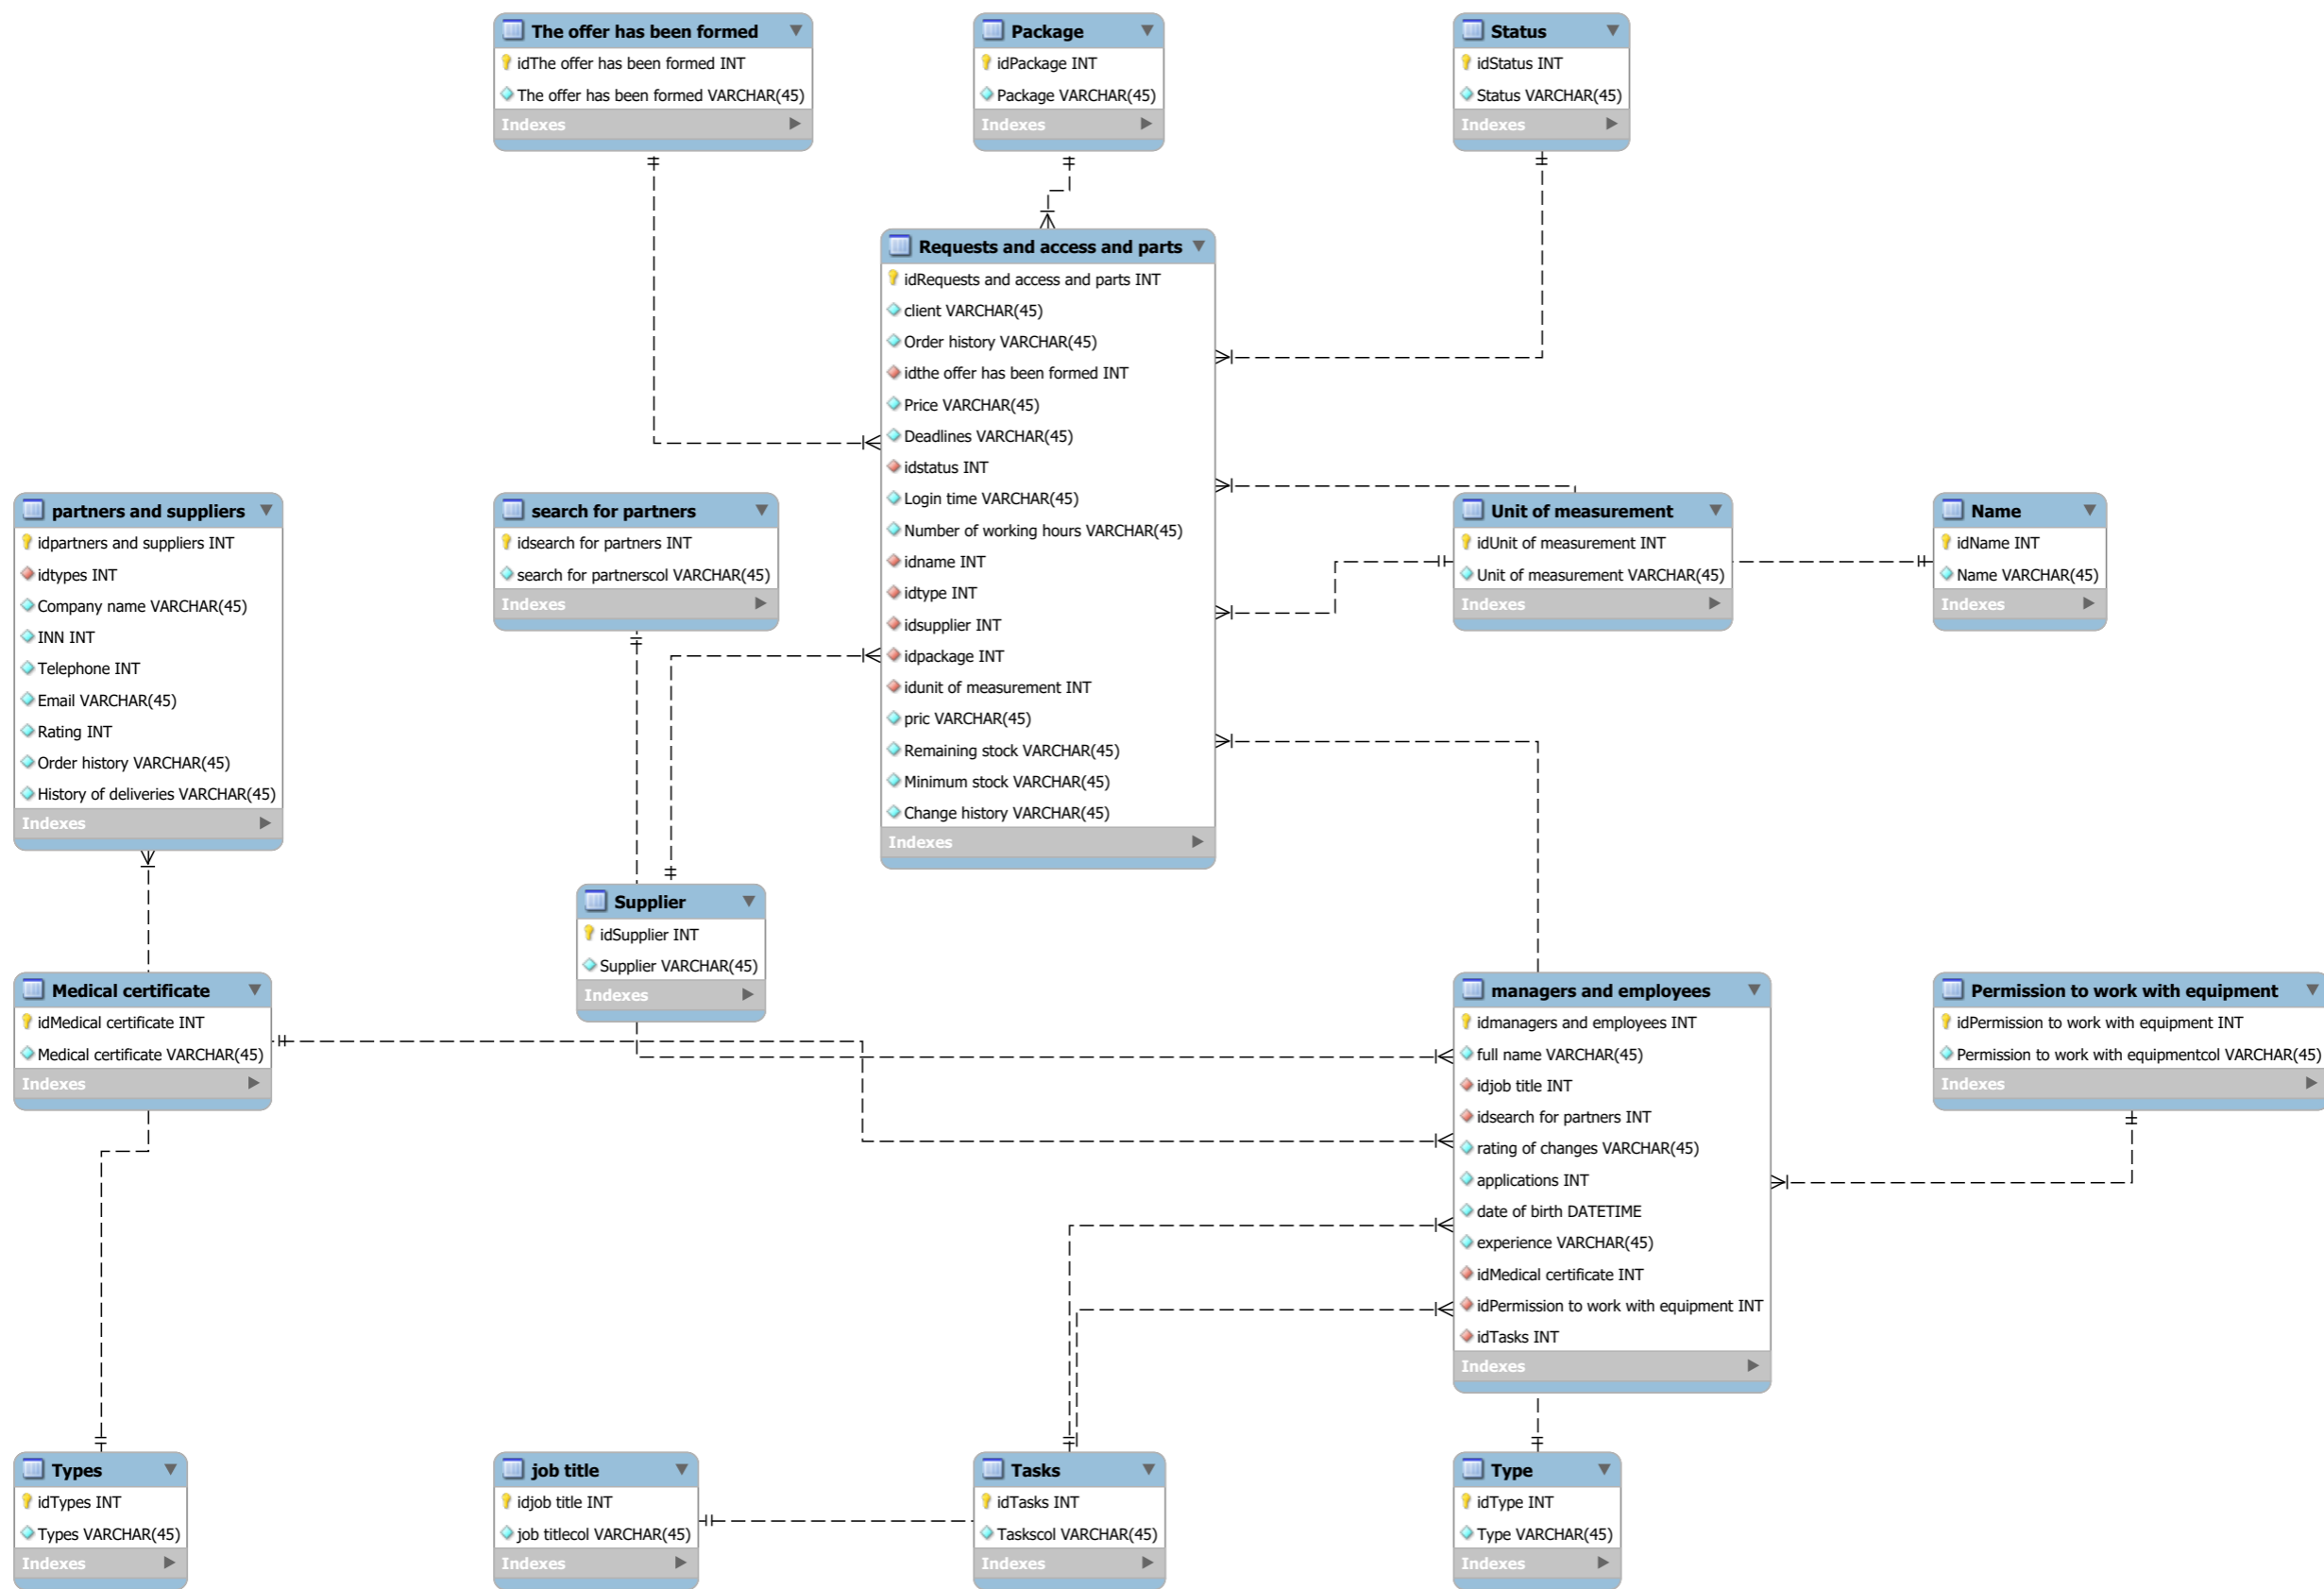 The offer has been formed
idThe offer has been formed INT
The offer has been formed VARCHAR(45)
Indexes
Package
idPackage INT
Package VARCHAR(45)
Indexes
Status
idStatus INT
Status VARCHAR(45)
Indexes
Requests and access and parts
idRequests and access and parts INT
client VARCHAR(45)
Order history VARCHAR(45)
idthe offer has been formed INT
Price VARCHAR(45)
Deadlines VARCHAR(45)
idstatus INT
Login time VARCHAR(45)
Number of working hours VARCHAR(45)
idname INT
idtype INT
idsupplier INT
idpackage INT
idunit of measurement INT
pric VARCHAR(45)
Remaining stock VARCHAR(45)
Minimum stock VARCHAR(45)
Change history VARCHAR(45)
Indexes
partners and suppliers
idpartners and suppliers INT
idtypes INT
Company name VARCHAR(45)
INN INT
Telephone INT
Email VARCHAR(45)
Rating INT
Order history VARCHAR(45)
History of deliveries VARCHAR(45)
Indexes
search for partners
idsearch for partners INT
search for partnerscol VARCHAR(45)
Indexes
Unit of measurement
idUnit of measurement INT
Unit of measurement VARCHAR(45)
Indexes
Name
idName INT
Name VARCHAR(45)
Indexes
Supplier
idSupplier INT
Supplier VARCHAR(45)
Indexes
Medical certificate
idMedical certificate INT
Medical certificate VARCHAR(45)
Indexes
managers and employees
idmanagers and employees INT
full name VARCHAR(45)
idjob title INT
idsearch for partners INT
rating of changes VARCHAR(45)
applications INT
date of birth DATETIME
experience VARCHAR(45)
idMedical certificate INT
idPermission to work with equipment INT
idTasks INT
Indexes
Permission to work with equipment
idPermission to work with equipment INT
Permission to work with equipmentcol VARCHAR(45)
Indexes
Types
idTypes INT
Types VARCHAR(45)
Indexes
job title
idjob title INT
job titlecol VARCHAR(45)
Indexes
Tasks
idTasks INT
Taskscol VARCHAR(45)
Indexes
Type
idType INT
Type VARCHAR(45)
Indexes